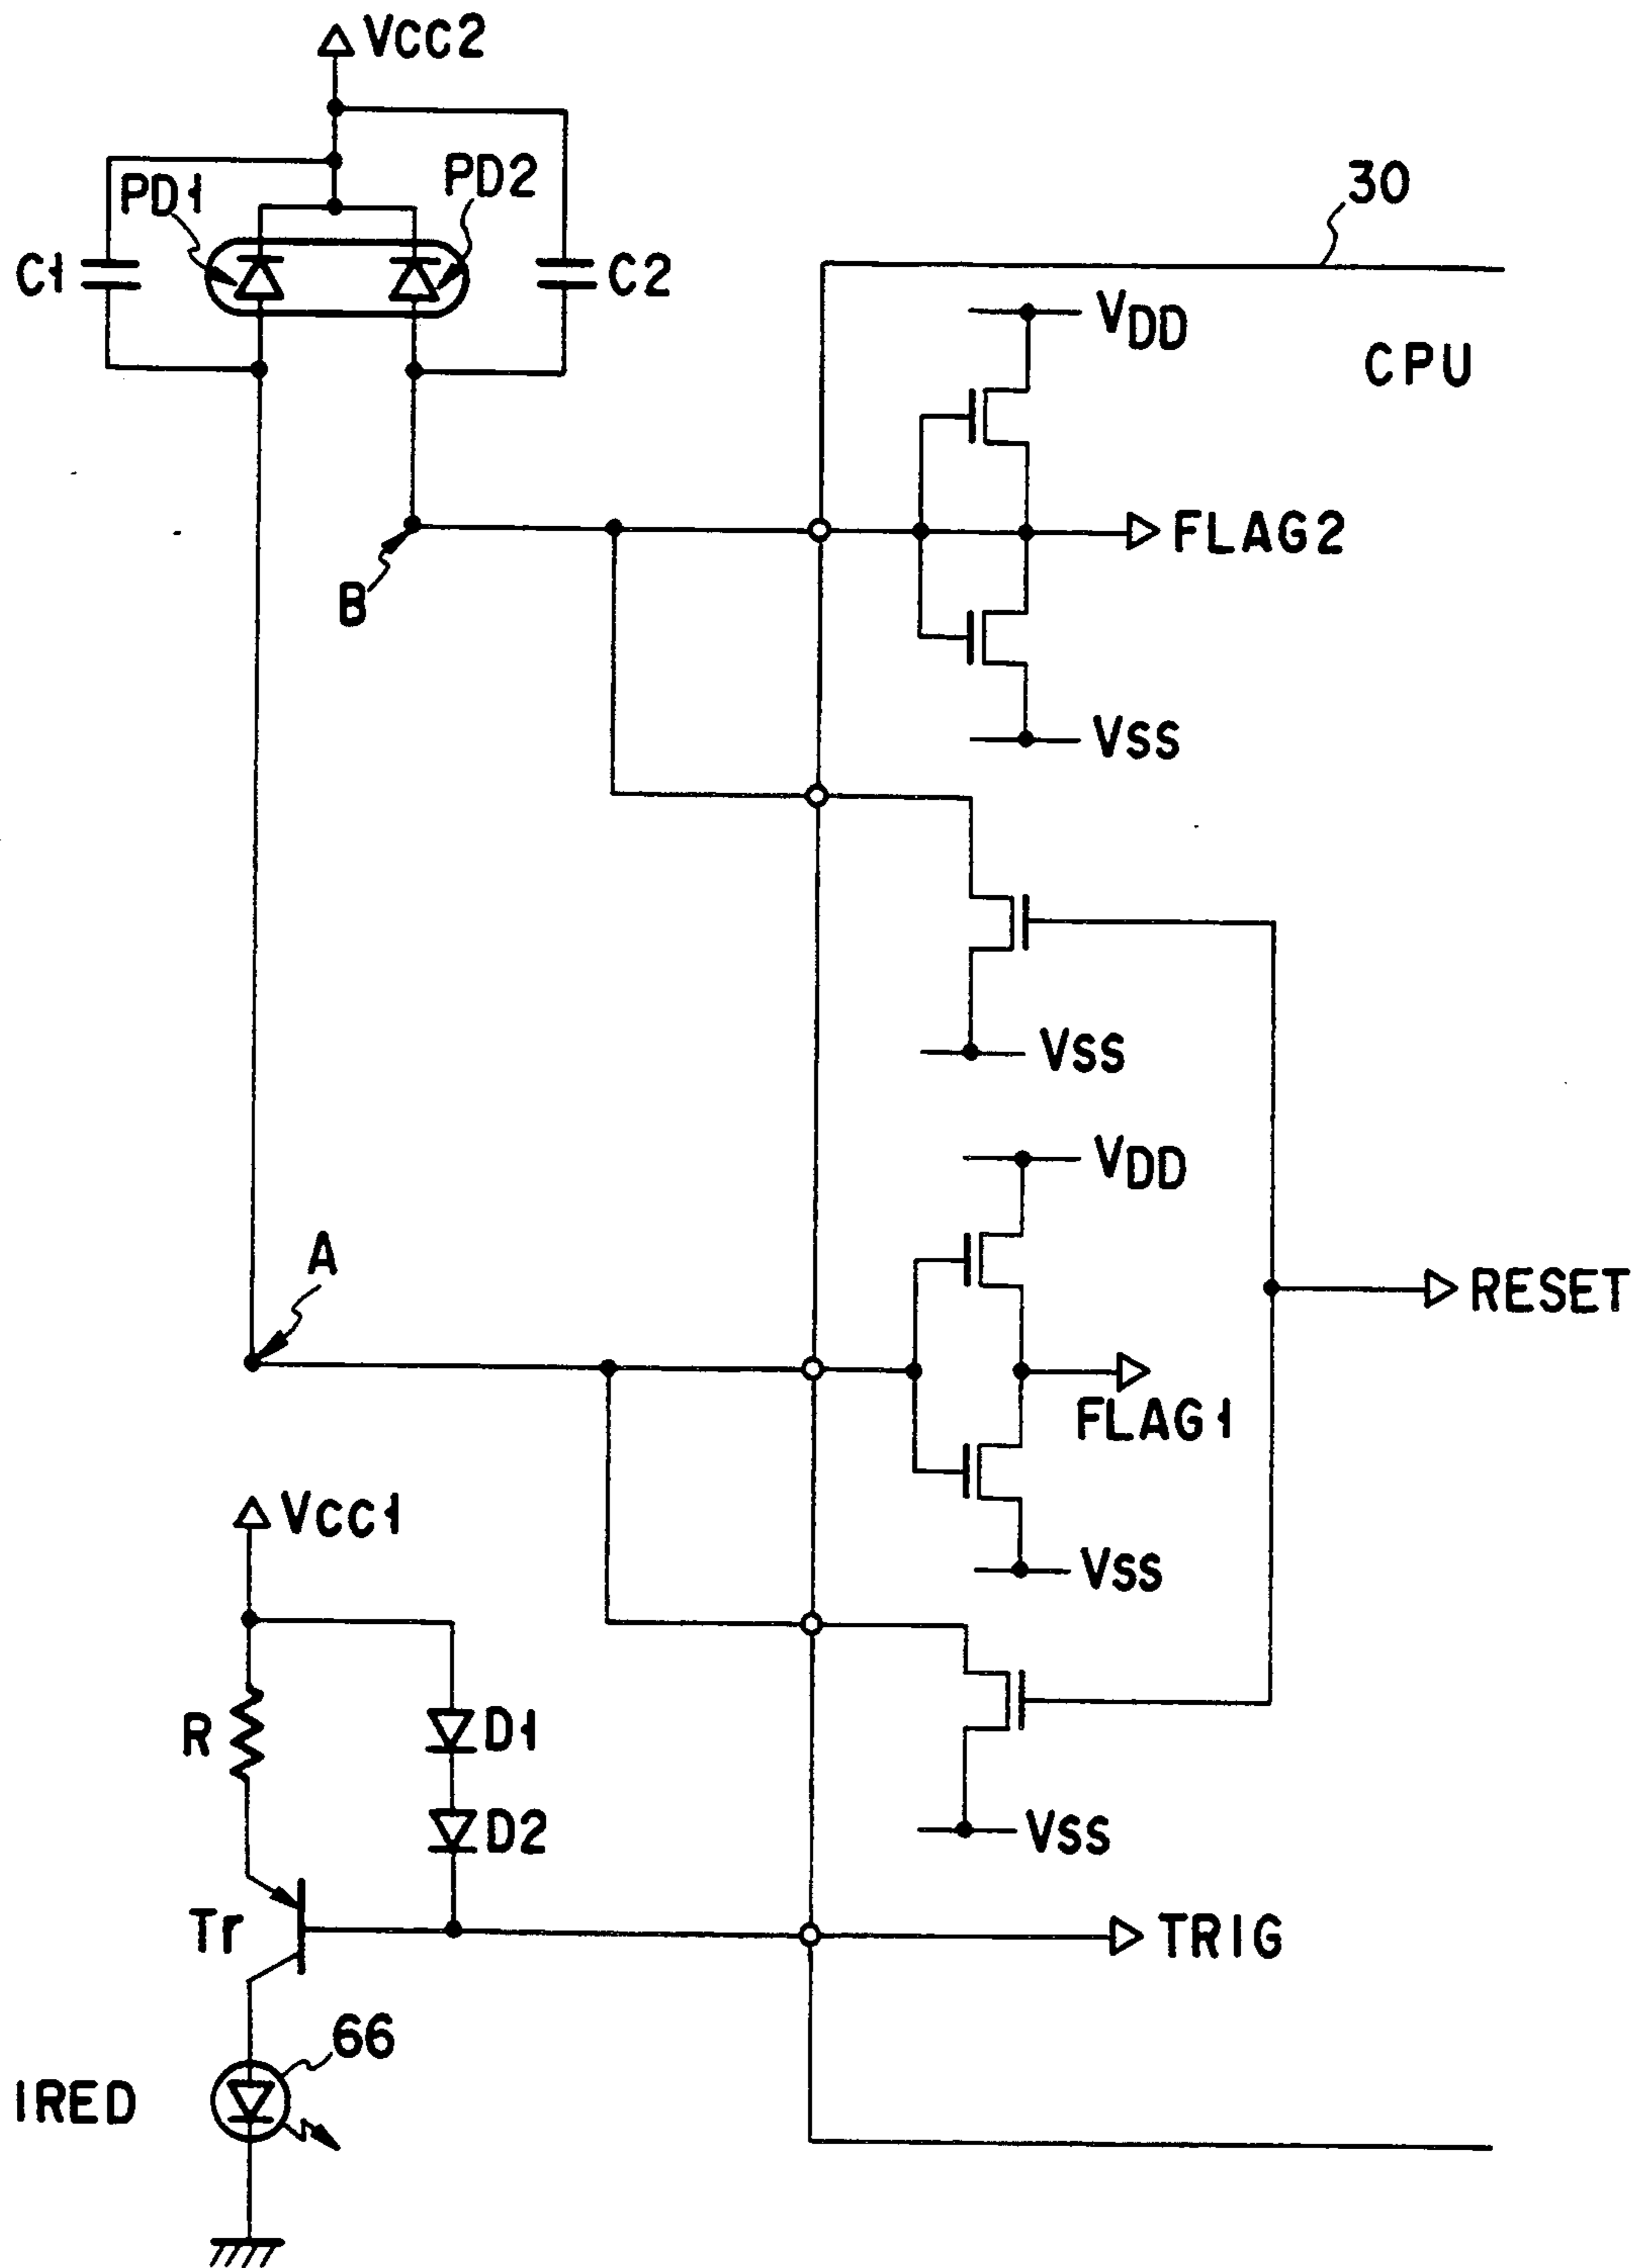 VCC2
PD1
PD2
C1
C2
30
VDD
CPU
FLAG2
B
VSS
VSS
VDD
A
RESET
FLAG1
VCC1
VSS
R
D1
D2
VSS
Tr
TRIG
66
IRED